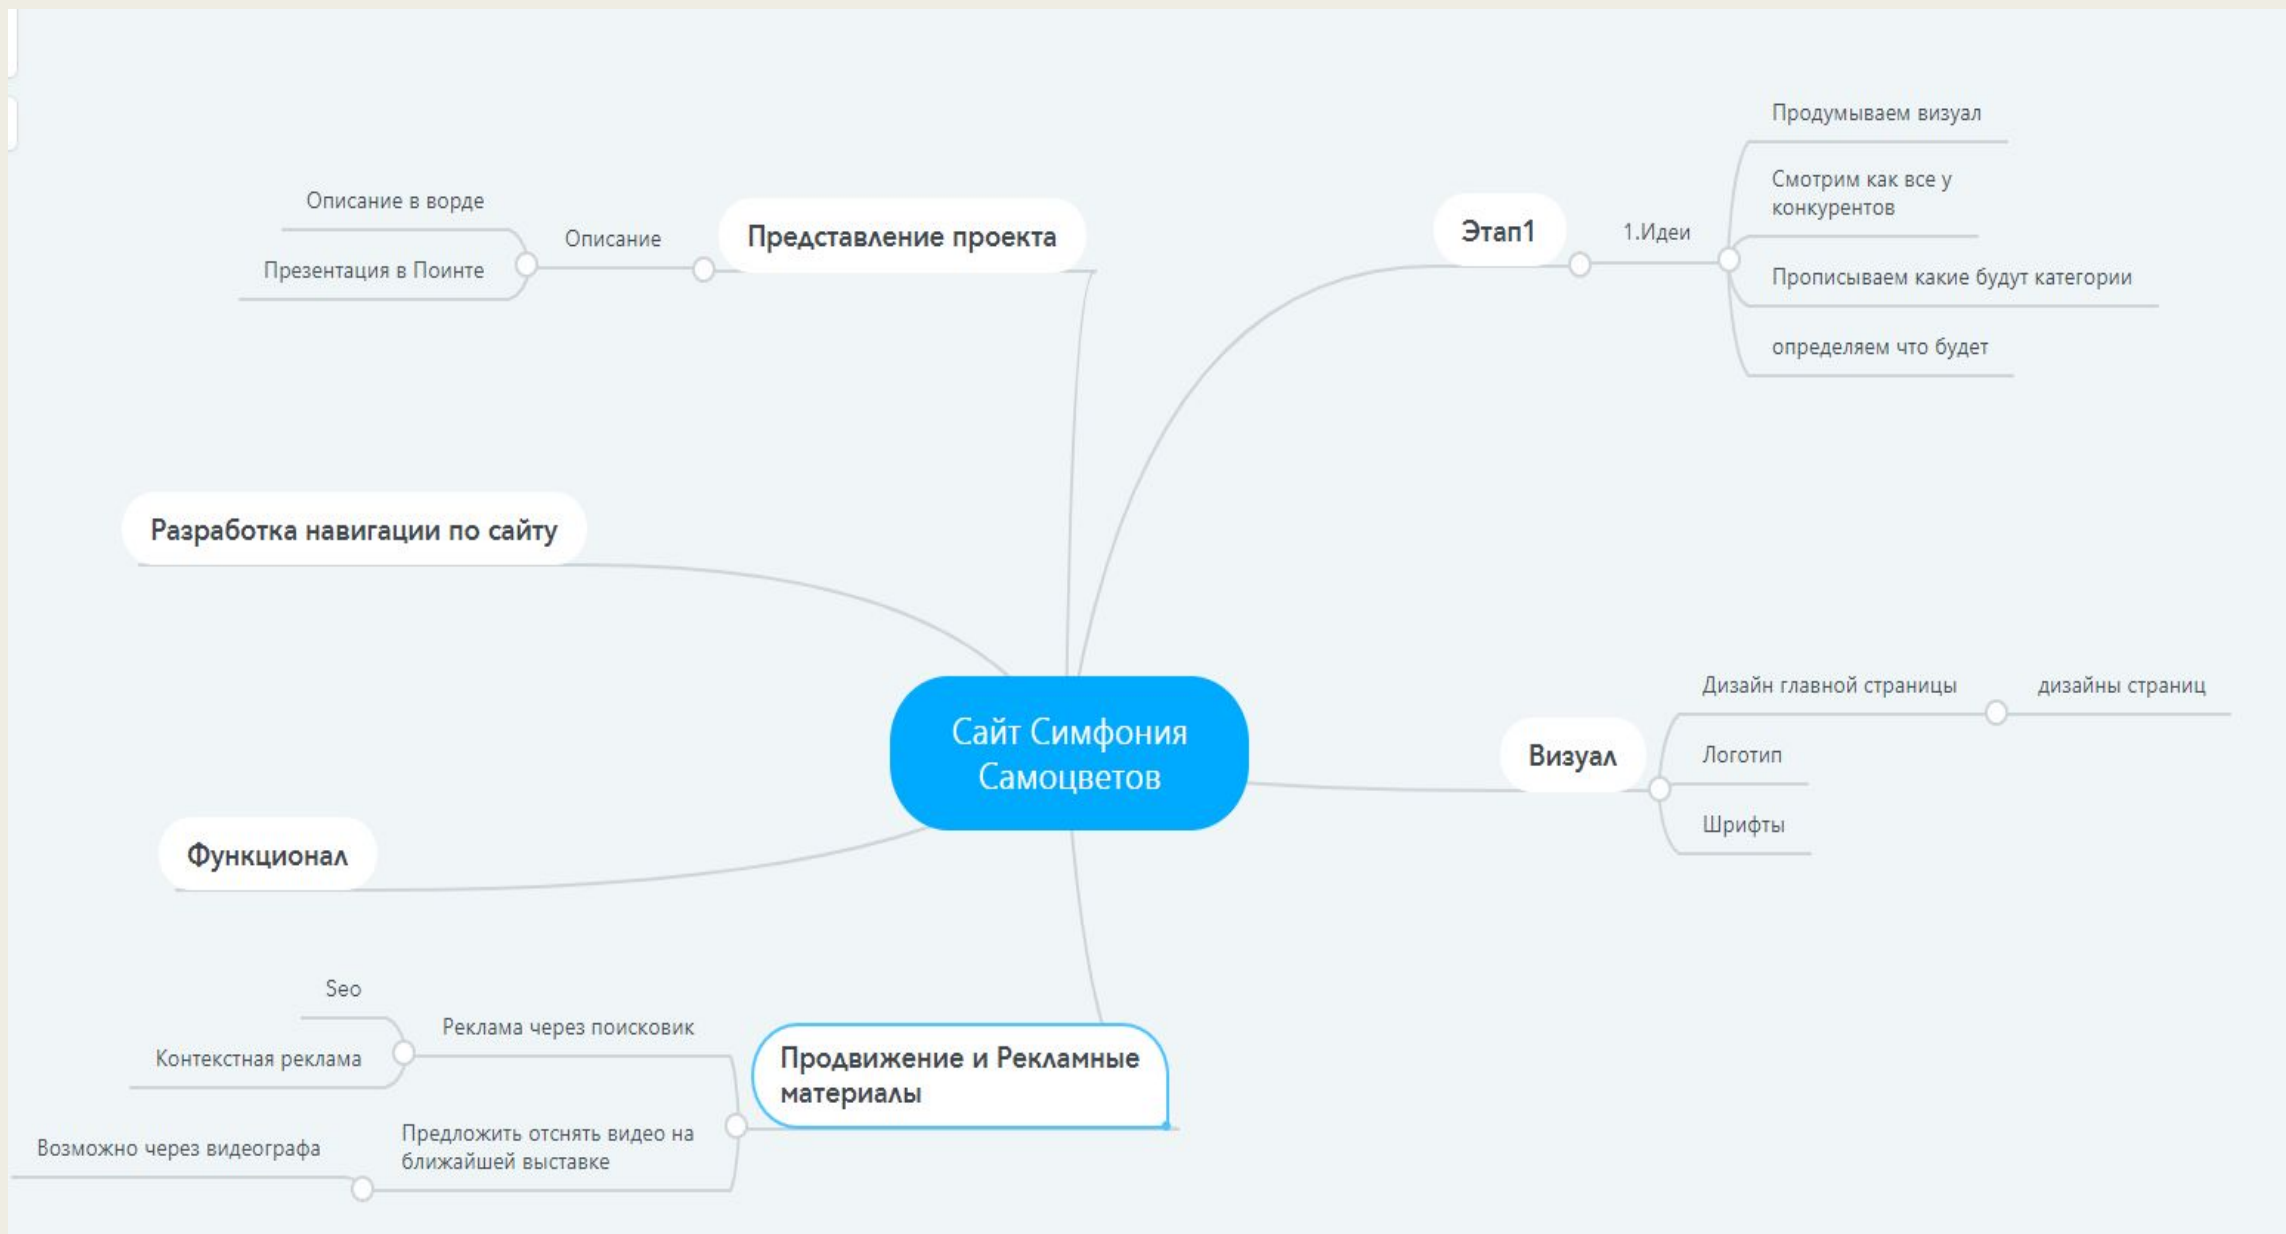 Продумываем визуал
Смотрим как все у
конкурентов
Прописываем какие будут категории
определяем что будет
Этап1
1.Идеи
Описание в ворде
Презентация в Поинте
Описание
Представление проекта
Разработка навигации по сайту
Сайт Симфония
Самоцветов
Дизайн главной страницы
дизайны страниц
Визуал
Логотип
Шрифты
Функционал
Seo
Контекстная реклама
Реклама через поисковик
Продвижение и Рекламные
материалы
Предложить отснять видео на
ближайшей выставке
Возможно через видеографа